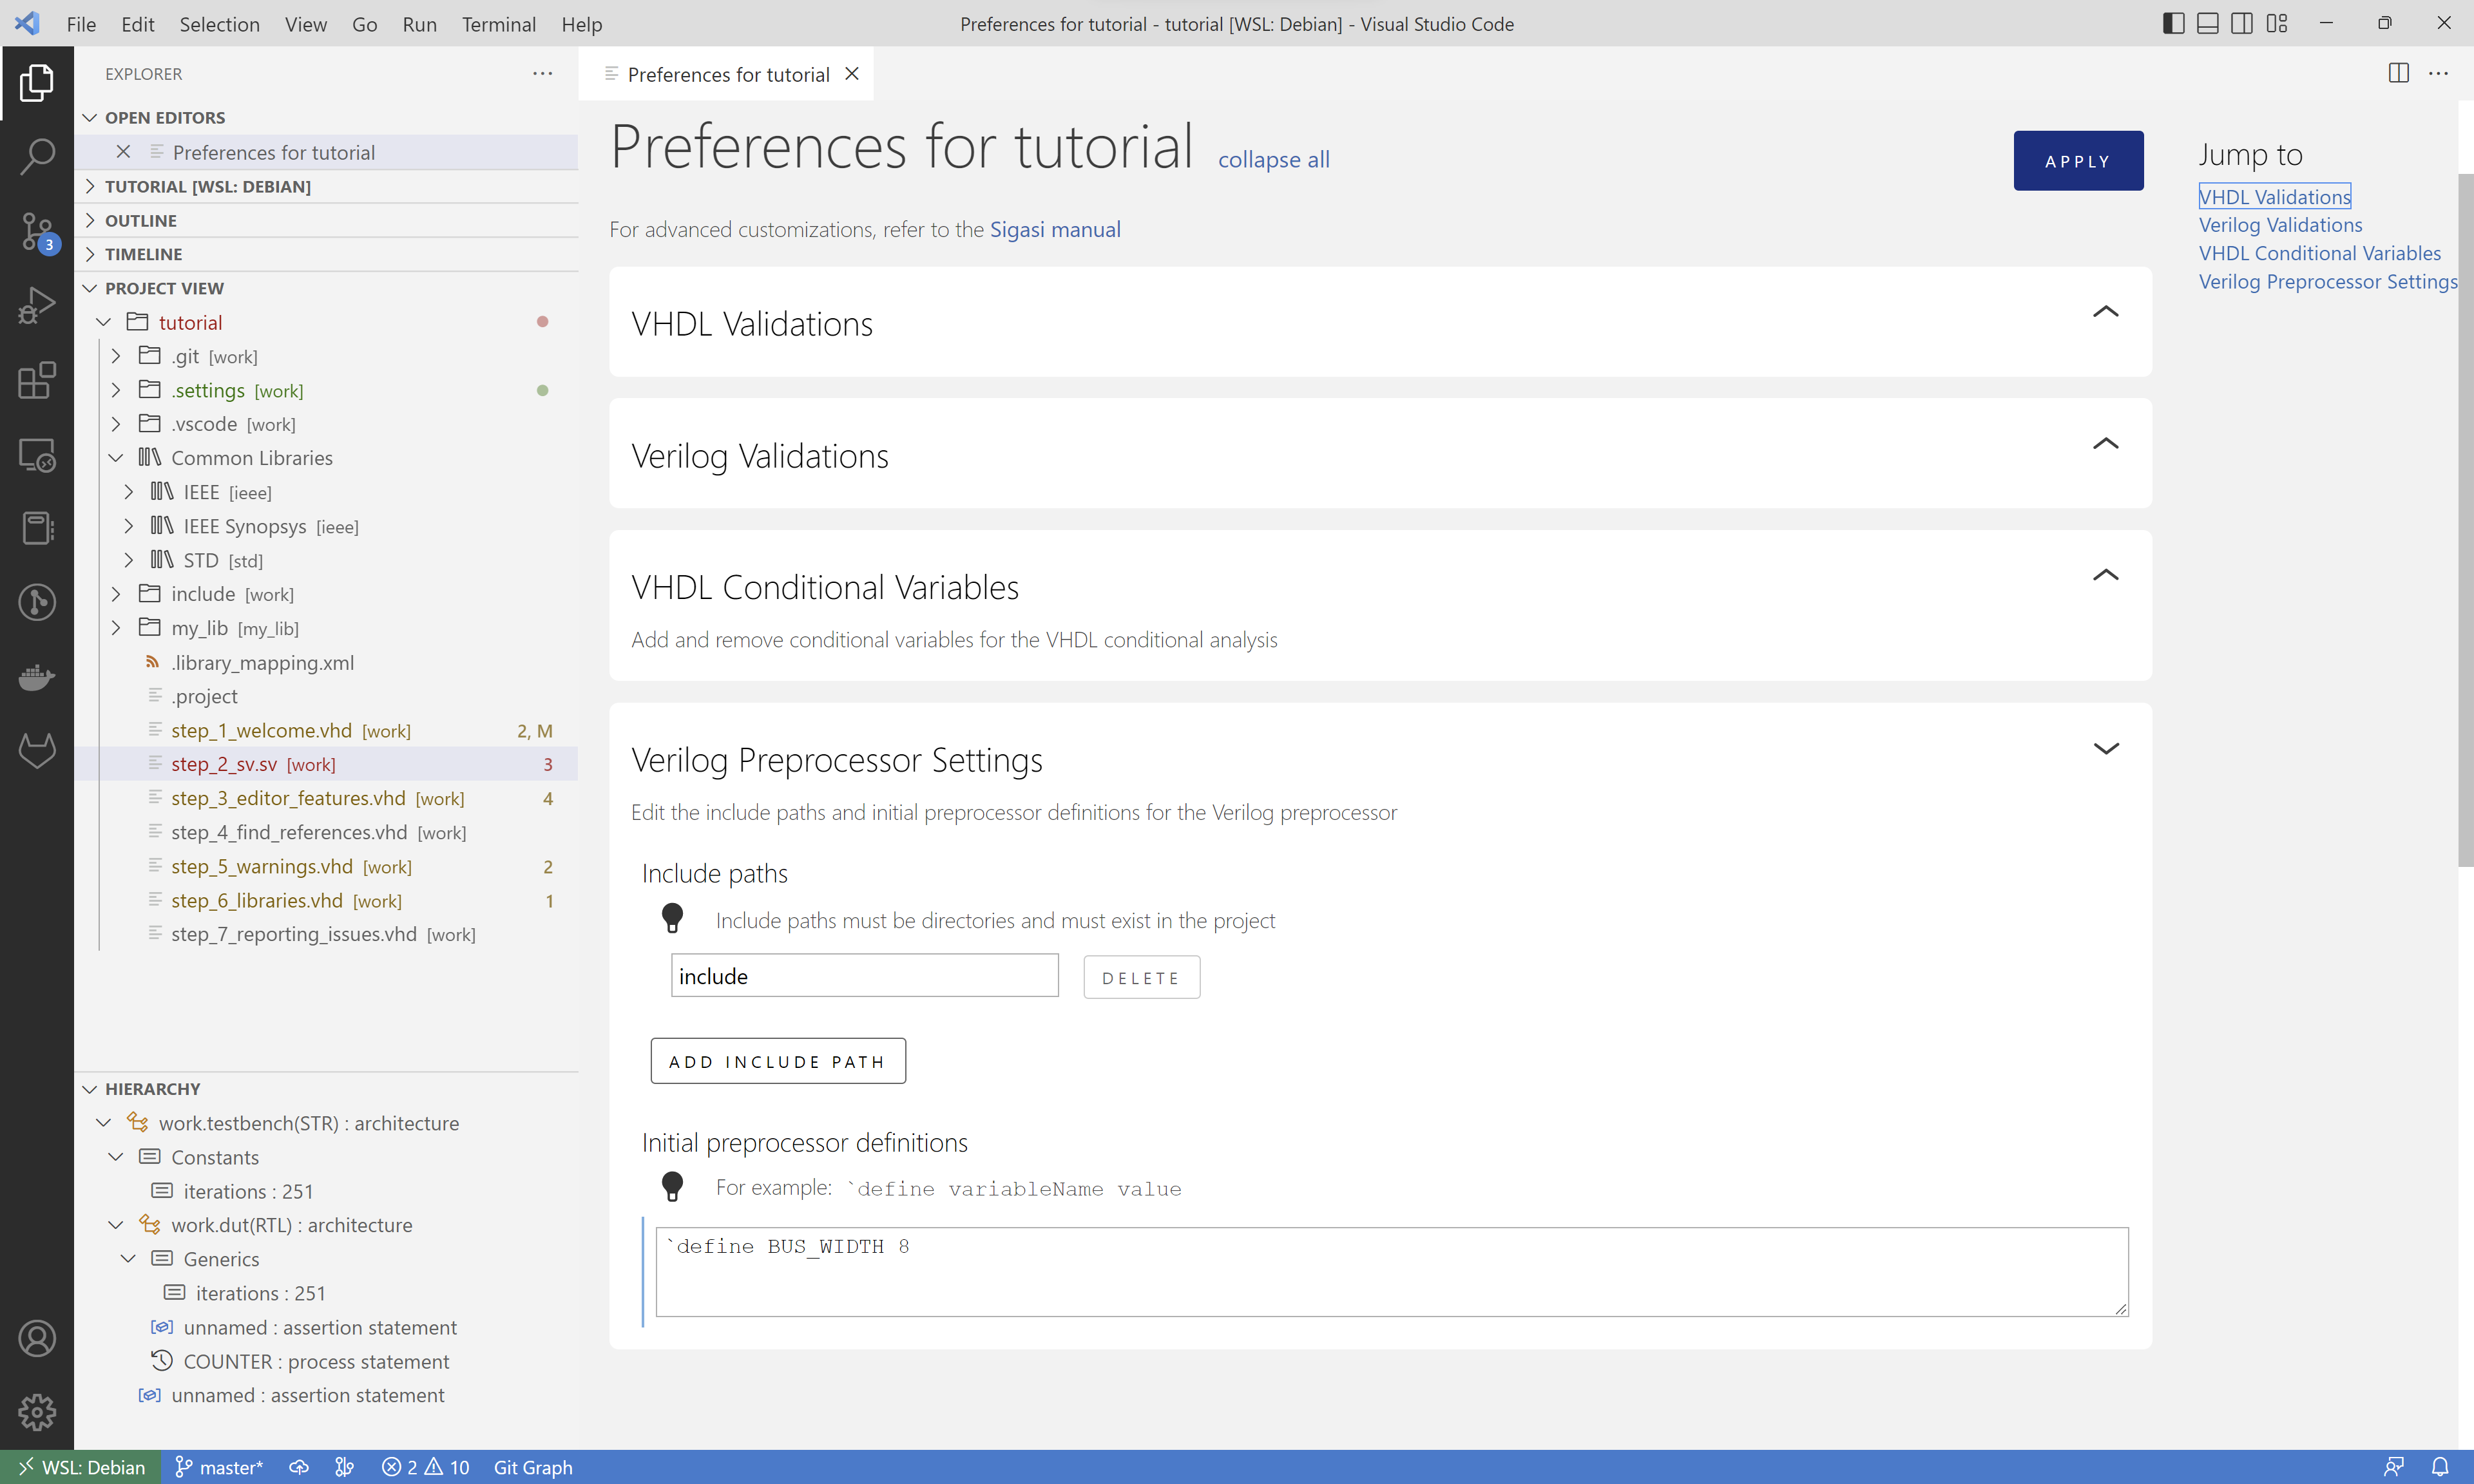 File Edit Selection View Go Run Terminal Help
Preferences for tutorial - tutorial [WSL: Debian] - Visual Studio Code
EXPLORER
OPEN EDITORS
Preferences for tutorial
TUTORIAL [WSL: DEBIAN]
OUTLINE
TIMELINE
PROJECT VIEW
tutorial
.git [work]
.settings [work]
.vscode [work]
Common Libraries
IEEE [ieee]
IEEE Synopsys [ieee]
STD [std]
include [work]
my_lib [my_lib]
.library_mapping.xml
.project
step_1_welcome.vhd [work] 2, M
step_2_sv.sv [work] 3
step_3_editor_features.vhd [work] 4
step_4_find_references.vhd [work]
step_5_warnings.vhd [work] 2
step_6_libraries.vhd [work] 1
step_7_reporting_issues.vhd [work]
HIERARCHY
work.testbench(STR) : architecture
Constants
iterations : 251
work.dut(RTL) : architecture
Generics
iterations : 251
unnamed : assertion statement
COUNTER : process statement
unnamed : assertion statement
3
Preferences for tutorial
Preferences for tutorial collapse all
APPLY
For advanced customizations, refer to the Sigasi manual
VHDL Validations
Verilog Validations
VHDL Conditional Variables
Add and remove conditional variables for the VHDL conditional analysis
Verilog Preprocessor Settings
Edit the include paths and initial preprocessor definitions for the Verilog preprocessor
Include paths
Include paths must be directories and must exist in the project
include DELETE
ADD INCLUDE PATH
Initial preprocessor definitions
For example: `define variableName value
`define BUS_WIDTH 8
Jump to
VHDL Validations
Verilog Validations
VHDL Conditional Variables
Verilog Preprocessor Settings
WSL: Debian master* 2 10 Git Graph